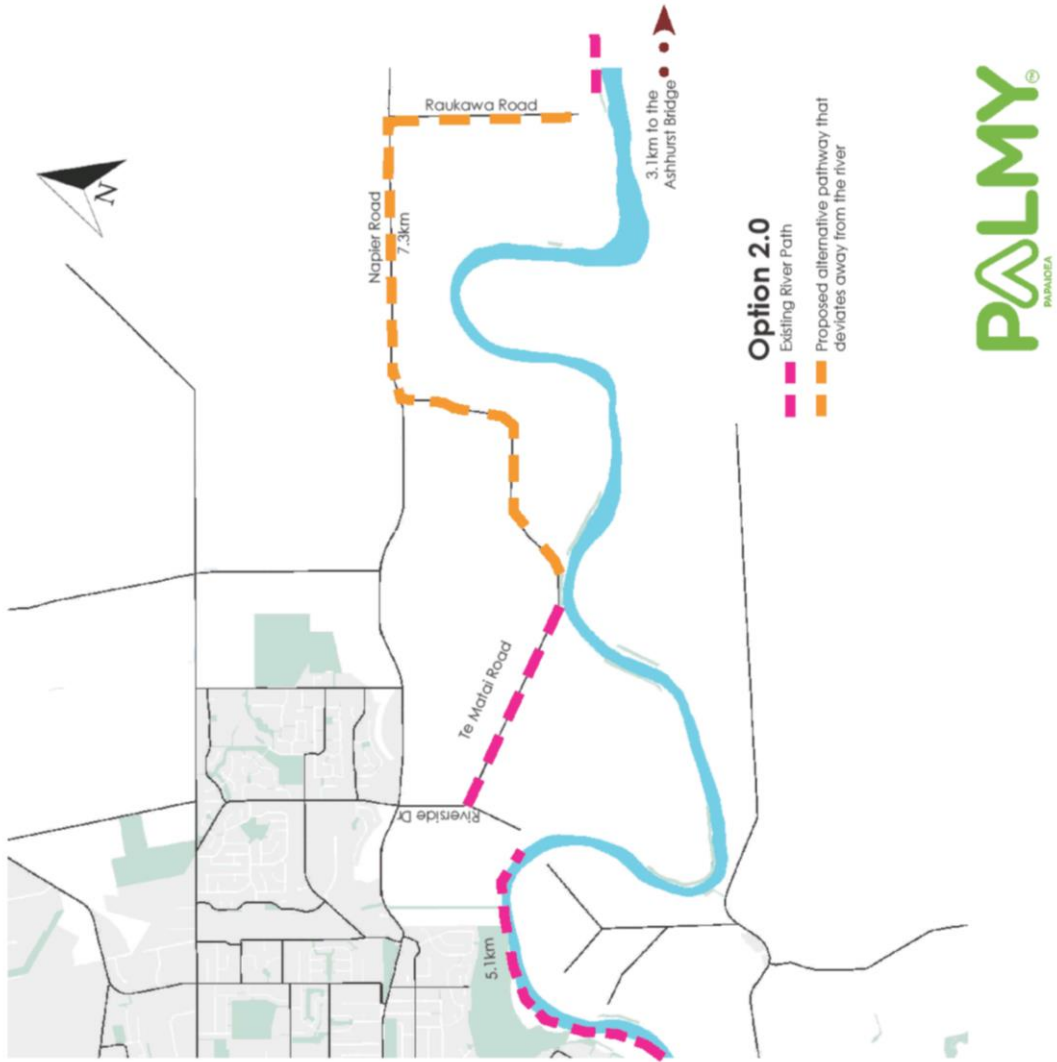 N
Raukawa Road
Napier Road
7.3km
3.1km to the
Ashhurst Bridge
Te Matai Road
Riverside Dr
5.1km
Option 2.0
Existing River Path
Proposed alternative pathway that
deviates away from the river
PALMY®
PAPAIOEA